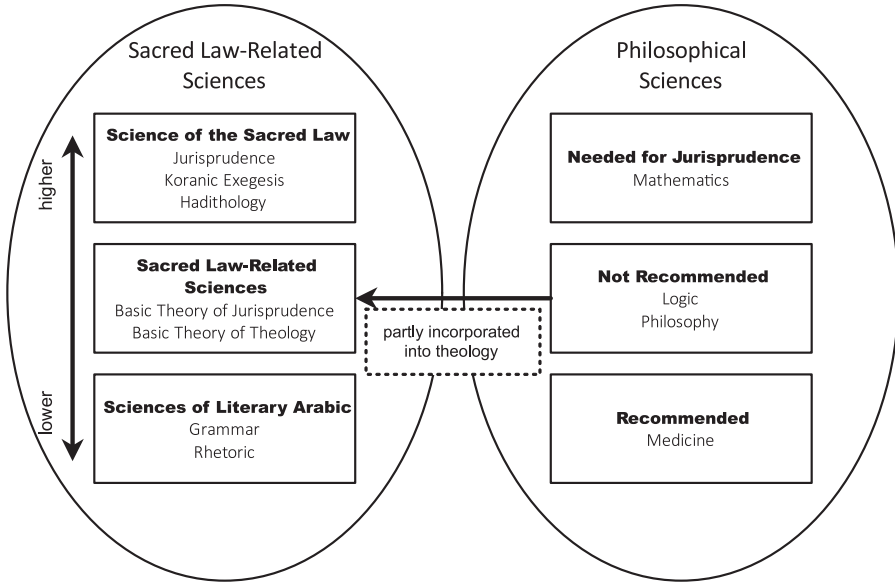 Sacred Law-Related
Sciences
higher
lower
Science of the Sacred Law
Jurisprudence
Koranic Exegesis
Hadithology
Sacred Law-Related
Sciences
Basic Theory of Jurisprudence
Basic Theory of Theology
Sciences of Literary Arabic
Grammar
Rhetoric
partly incorporated
into theology
Philosophical
Sciences
Needed for Jurisprudence
Mathematics
Not Recommended
Logic
Philosophy
Recommended
Medicine